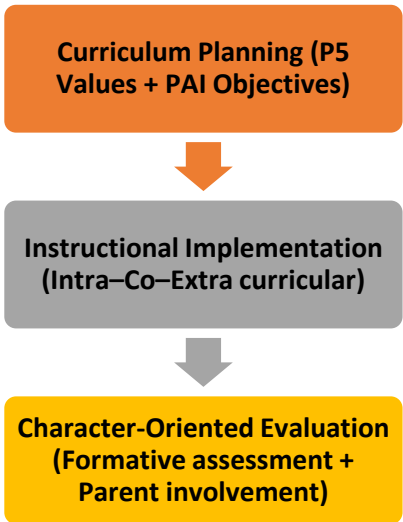 Curriculum Planning (P5
Values + PAI Objectives)
Instructional Implementation
(Intra–Co–Extra curricular)
Character-Oriented Evaluation
(Formative assessment +
Parent involvement)